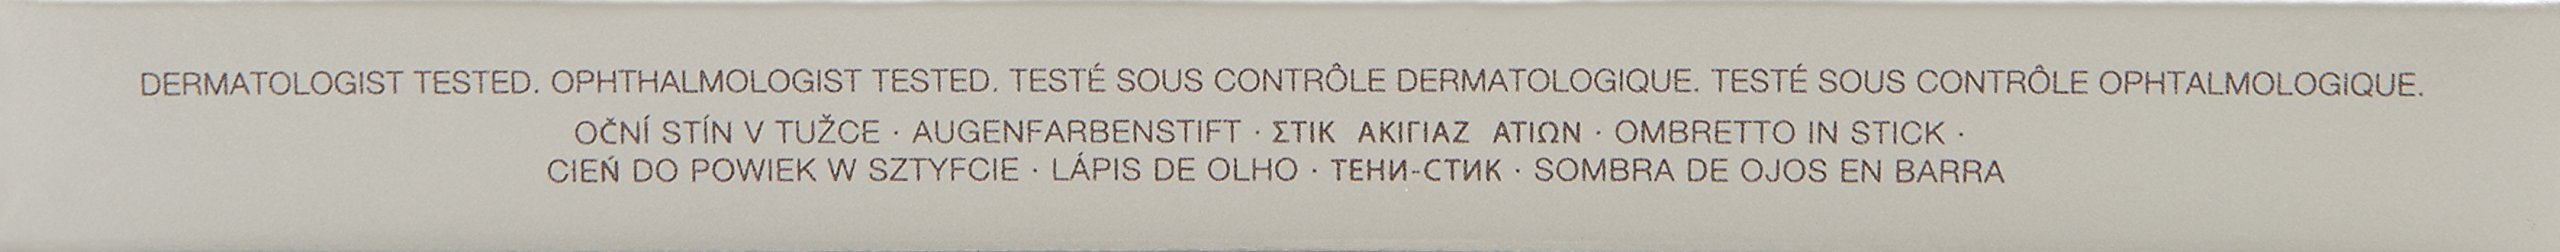 DERMATOLOGIST TESTED. OPHTHALMOLOGIST TESTED. TESTÉ SOUS CONTRÔLE DERMATOLOGIQUE. TESTÉ SOUS CONTRÔLE OPHTALMOLOGIQUE.
OČNÍ STÍN V TUŽCE · AUGENFARBENSTIFT · ΣΤΙΚ ΑΚΙΓΙΑΖ ΑΤΙΩΝ · OMBRETTO IN STICK ·
CIEŃ DO POWIEK W SZTYFCIE · LÁPIS DE OLHO · ТЕНИ-СТИК · SOMBRA DE OJOS EN BARRA